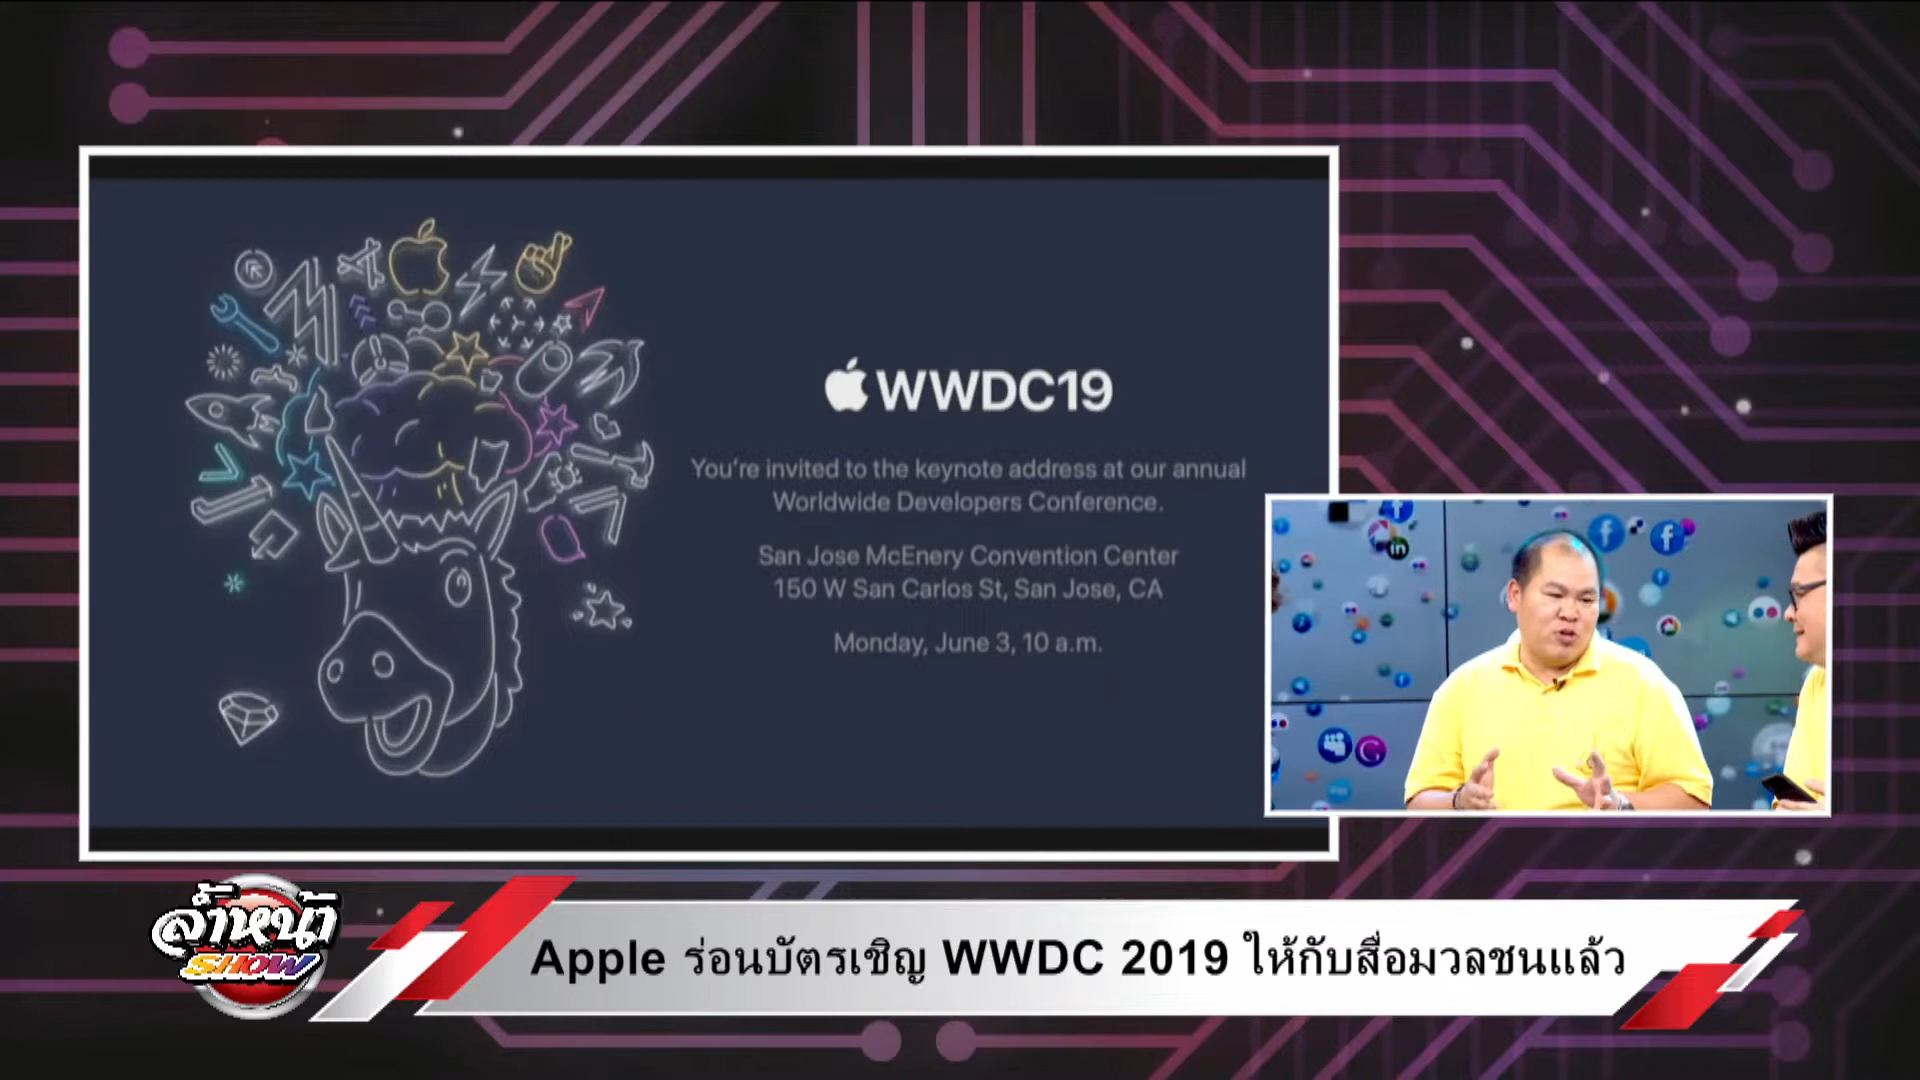 WWDC19
You're invited to the keynote address at our annual
Worldwide Developers Conference.
San Jose McEnery Convention Center
150 W San Carlos St, San Jose, CA
Monday, June 3, 10 a.m.
in
ล้ำหน้า
SHOW
Apple ร่อนบัตรเชิญ WWDC 2019 ให้กับสื่อมวลชนแล้ว